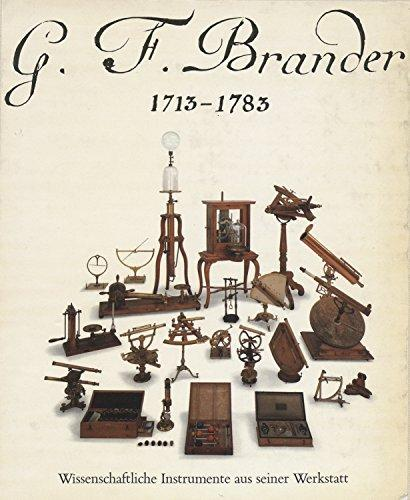 G. F. Brander
1713–1783
Wissenschaftliche Instrumente aus seiner Werkstatt